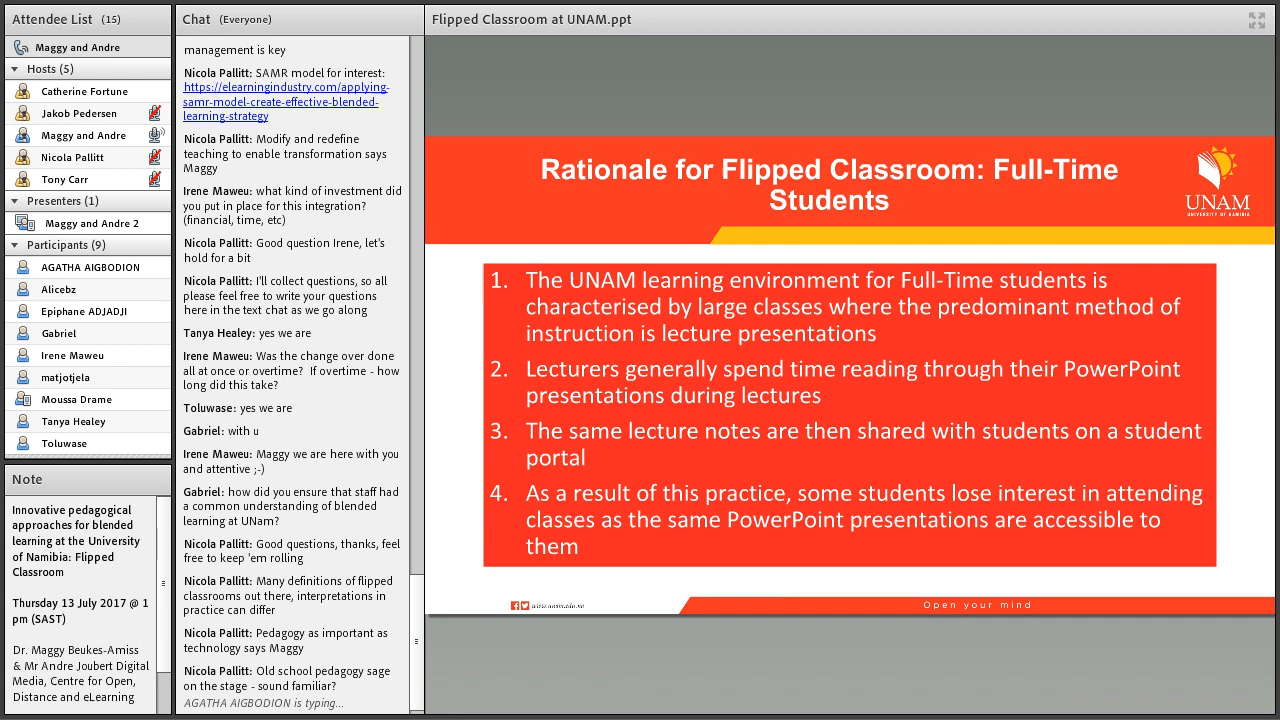 Attendee List (15)
Maggy and Andre
Hosts (5)
Catherine Fortune
Jakob Pedersen
Maggy and Andre
Nicola Pallitt
Tony Carr
Presenters (1)
Maggy and Andre 2
Participants (9)
AGATHA AIGBODION
Alicebz
Epiphane ADJADJI
Gabriel
Irene Maweu
matjotjela
Moussa Drame
Tanya Healey
Toluwase
Note
Innovative pedagogical
approaches for blended
learning at the University
of Namibia: Flipped
Classroom
Thursday 13 July 2017 @ 1
pm (SAST)
Dr. Maggy Beukes-Amiss
& Mr Andre Joubert Digital
Media, Centre for Open,
Distance and eLearning
Chat (Everyone)
management is key
Nicola Pallitt: SAMR model for interest:
https://elearningindustry.com/applying-
samr-model-create-effective-blended-
learning-strategy
Nicola Pallitt: Modify and redefine
teaching to enable transformation says
Maggy
Irene Maweu: what kind of investment did
you put in place for this integration?
(financial, time, etc)
Nicola Pallitt: Good question Irene, let's
hold for a bit
Nicola Pallitt: I'll collect questions, so all
please feel free to write your questions
here in the text chat as we go along
Tanya Healey: yes we are
Irene Maweu: Was the change over done
all at once or overtime?  If overtime - how
long did this take?
Toluwase: yes we are
Gabriel: with u
Irene Maweu: Maggy we are here with you
and attentive ;-)
Gabriel: how did you ensure that staff had
a common understanding of blended
learning at UNam?
Nicola Pallitt: Good questions, thanks, feel
free to keep 'em rolling
Nicola Pallitt: Many definitions of flipped
classrooms out there, interpretations in
practice can differ
Nicola Pallitt: Pedagogy as important as
technology says Maggy
Nicola Pallitt: Old school pedagogy sage
on the stage - sound familiar?
AGATHA AIGBODION is typing...
Flipped Classroom at UNAM.ppt
Rationale for Flipped Classroom: Full-Time
Students
UNAM
UNIVERSITY OF NAMIBIA
1. The UNAM learning environment for Full-Time students is
characterised by large classes where the predominant method of
instruction is lecture presentations
2. Lecturers generally spend time reading through their PowerPoint
presentations during lectures
3. The same lecture notes are then shared with students on a student
portal
4. As a result of this practice, some students lose interest in attending
classes as the same PowerPoint presentations are accessible to
them
www.unam.edu.na
Open your mind